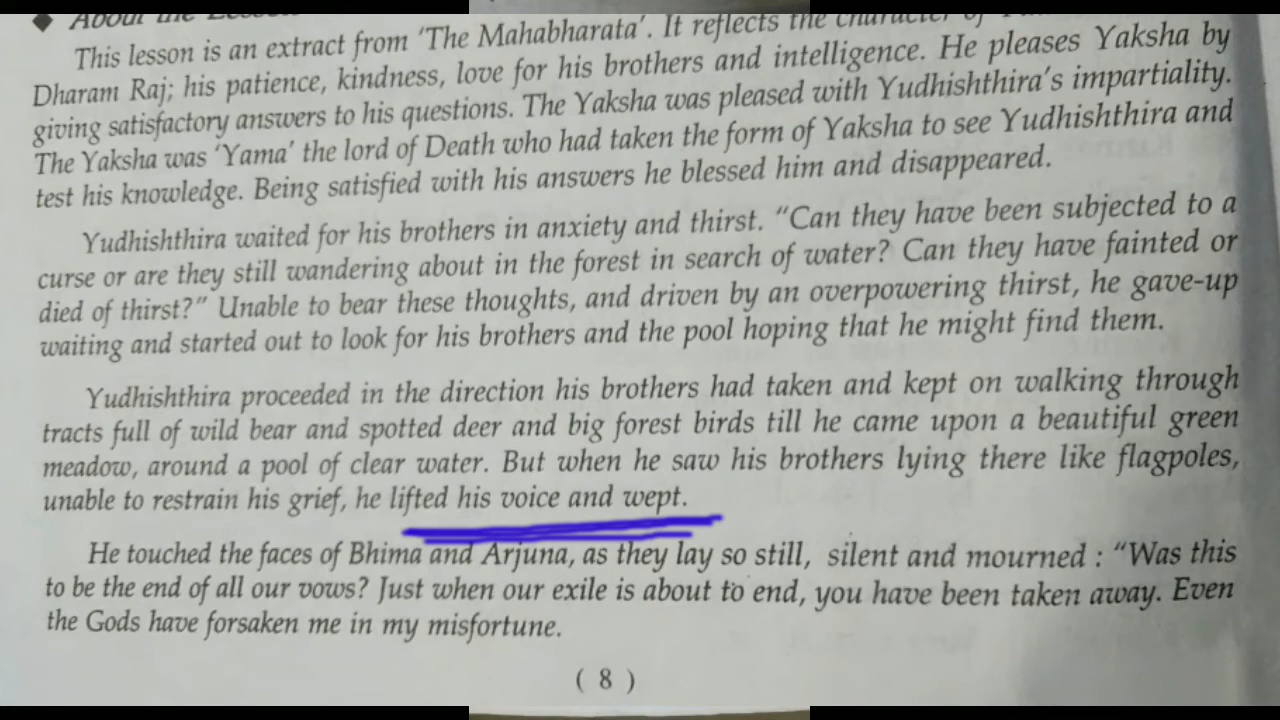 ◆ About the Lesson
This lesson is an extract from 'The Mahabharata'. It reflects the character of
Dharam Raj; his patience, kindness, love for his brothers and intelligence. He pleases Yaksha by
giving satisfactory answers to his questions. The Yaksha was pleased with Yudhishthira's impartiality.
The Yaksha was 'Yama' the lord of Death who had taken the form of Yaksha to see Yudhishthira and
test his knowledge. Being satisfied with his answers he blessed him and disappeared.
Yudhishthira waited for his brothers in anxiety and thirst. "Can they have been subjected to a
curse or are they still wandering about in the forest in search of water? Can they have fainted or
died of thirst?" Unable to bear these thoughts, and driven by an overpowering thirst, he gave-up
waiting and started out to look for his brothers and the pool hoping that he might find them.
Yudhishthira proceeded in the direction his brothers had taken and kept on walking through
tracts full of wild bear and spotted deer and big forest birds till he came upon a beautiful green
meadow, around a pool of clear water. But when he saw his brothers lying there like flagpoles,
unable to restrain his grief, he lifted his voice and wept.
He touched the faces of Bhima and Arjuna, as they lay so still, silent and mourned : "Was this
to be the end of all our vows? Just when our exile is about to end, you have been taken away. Even
the Gods have forsaken me in my misfortune.
( 8 )